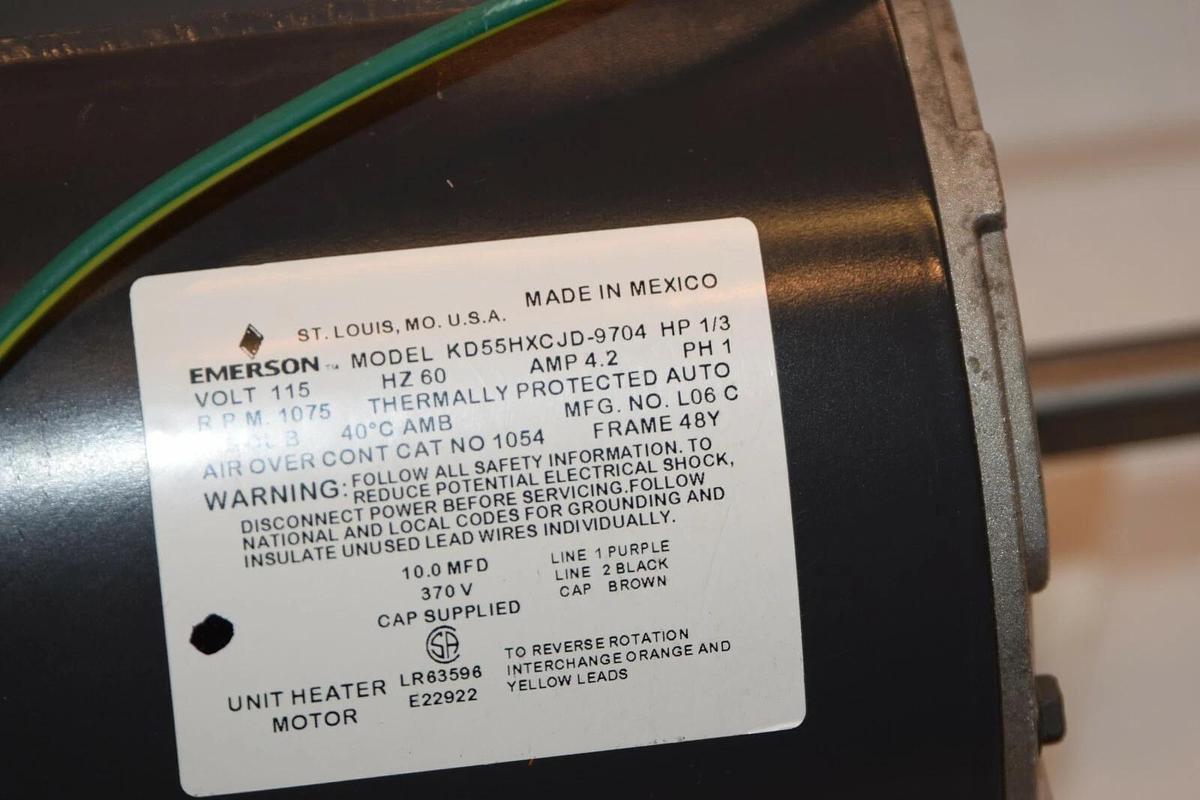 MADE IN MEXICO
ST. LOUIS, MO. U.S.A.
EMERSON™ MODEL KD55HXCJD-9704 HP 1/3
VOLT 115 HZ 60 AMP 4.2 PH 1
R.P.M. 1075 THERMALLY PROTECTED AUTO
40°C AMB MFG. NO. L06 C
AIR OVER CONT CAT NO 1054 FRAME 48Y
WARNING: FOLLOW ALL SAFETY INFORMATION. TO
REDUCE POTENTIAL ELECTRICAL SHOCK,
DISCONNECT POWER BEFORE SERVICING.FOLLOW
NATIONAL AND LOCAL CODES FOR GROUNDING AND
INSULATE UNUSED LEAD WIRES INDIVIDUALLY.
10.0 MFD
370 V
CAP SUPPLIED
LINE 1 PURPLE
LINE 2 BLACK
CAP BROWN
SA
LR63596
E22922
TO REVERSE ROTATION
INTERCHANGE ORANGE AND
YELLOW LEADS
UNIT HEATER
MOTOR